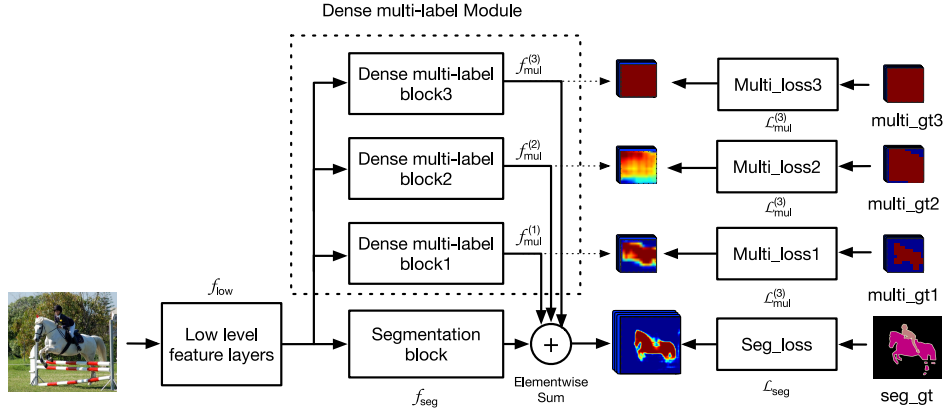 Dense multi-label Module
Dense multi-label
block3
f_mul^(3)
Multi_loss3
ℒ_mul^(3)
multi_gt3
Dense multi-label
block2
f_mul^(2)
Multi_loss2
ℒ_mul^(3)
multi_gt2
Dense multi-label
block1
f_mul^(1)
Multi_loss1
ℒ_mul^(3)
multi_gt1
f_low
Low level
feature layers
Segmentation
block
f_seg
+
Elementwise
Sum
Seg_loss
ℒ_seg
seg_gt